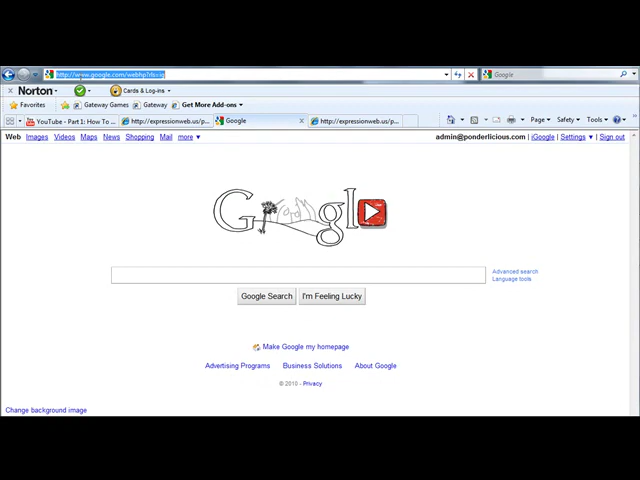 http://www.google.com/webhp?rls=ig
Google
Norton
Cards & Log-ins
Favorites
Gateway Games
Gateway
Get More Add-ons
YouTube - Part 1: How To ...
http://expressionweb.us/p...
Google
http://expressionweb.us/p...
Page
Safety
Tools
Web Images Videos Maps News Shopping Mail more
admin@ponderlicious.com | iGoogle | Settings | Sign out
Google
Advanced search
Language tools
Google Search
I'm Feeling Lucky
Make Google my homepage
Advertising Programs
Business Solutions
About Google
© 2010 - Privacy
Change background image